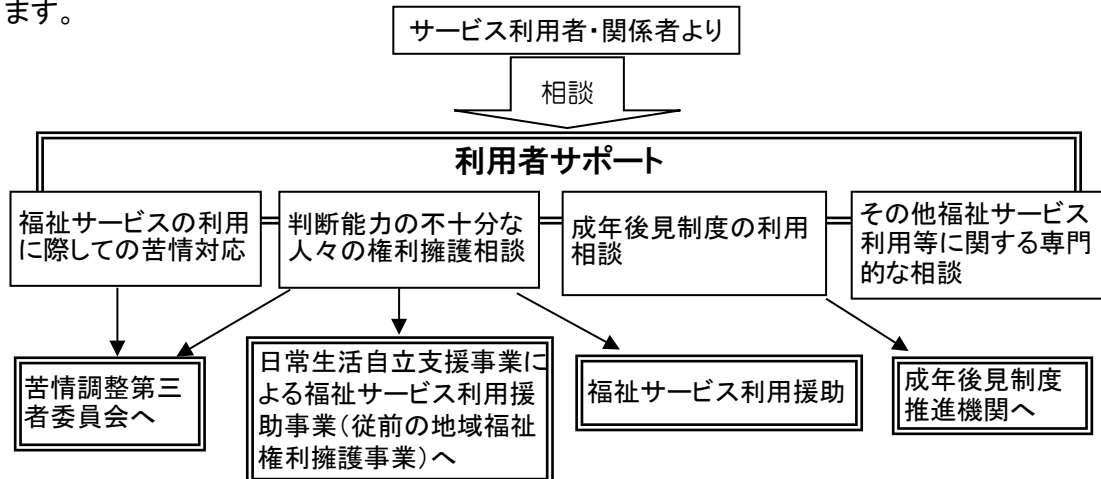 ます。
サービス利用者・関係者より
相談
利用者サポート
福祉サービスの利用
に際しての苦情対応
判断能力の不十分な
人々の権利擁護相談
成年後見制度の利用
相談
その他福祉サービス
利用等に関する専門
的な相談
苦情調整第三
者委員会へ
日常生活自立支援事業に
よる福祉サービス利用援
助事業（従前の地域福祉
権利擁護事業）へ
福祉サービス利用援助
成年後見制度
推進機関へ